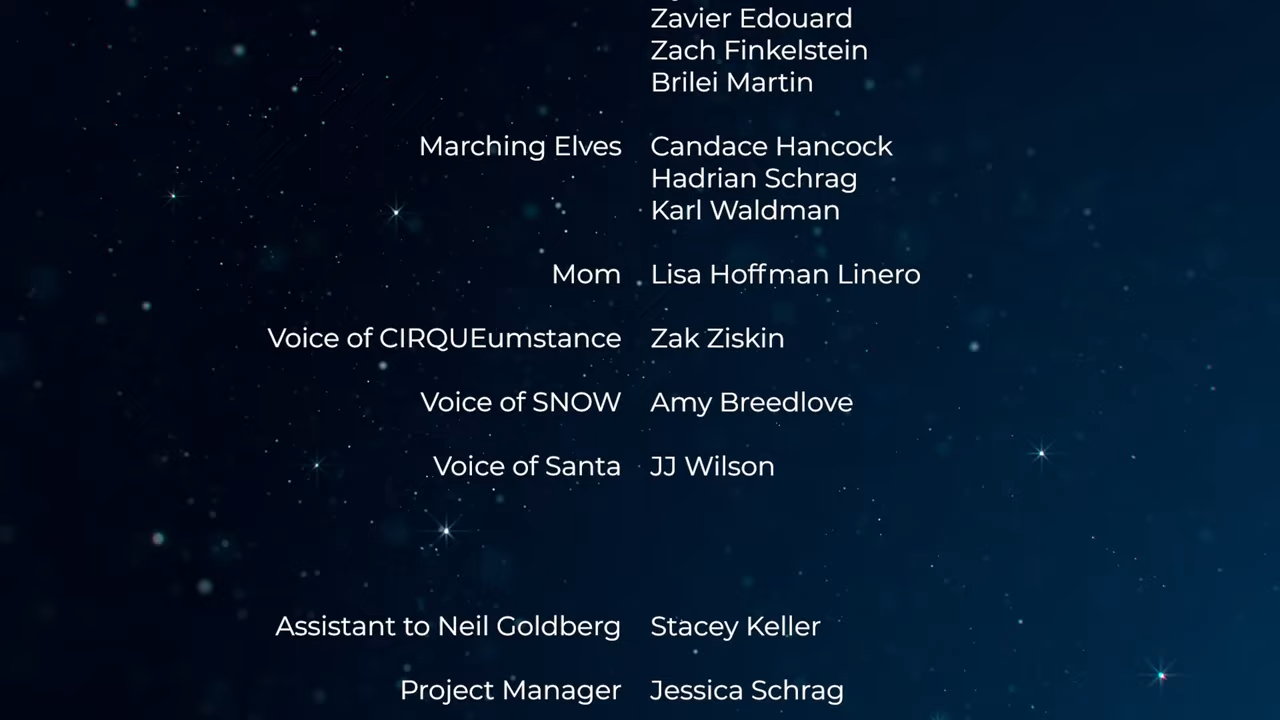 Zavier Edouard
Zach Finkelstein
Brilei Martin
Marching Elves Candace Hancock
Hadrian Schrag
Karl Waldman
Mom Lisa Hoffman Linero
Voice of CIRQUEumstance Zak Ziskin
Voice of SNOW Amy Breedlove
Voice of Santa JJ Wilson
Assistant to Neil Goldberg Stacey Keller
Project Manager Jessica Schrag